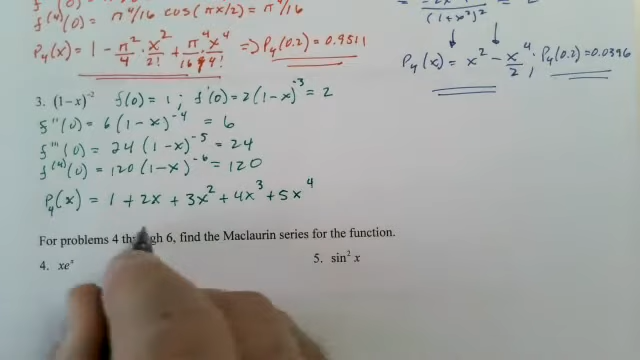 f⁽⁴⁾(0) = π⁴/16 cos(πx/2) = π⁴/16
P₄(x) = 1 - π²/4 · x²/2! + π⁴x⁴/16·4! => P₄(0.2) = 0.9511
(1+x²)²
P₄(x) = x² - x⁴/2 ; P₄(0.2) = 0.0396
3. (1-x)⁻² f(0) = 1 ; f'(0) = 2(1-x)⁻³ = 2
f''(0) = 6(1-x)⁻⁴ = 6
f'''(0) = 24(1-x)⁻⁵ = 24
f⁽⁴⁾(0) = 120(1-x)⁻⁶ = 120
P₄(x) = 1 + 2x + 3x² + 4x³ + 5x⁴
For problems 4 through 6, find the Maclaurin series for the function.
4. xeˣ 5. sin² x